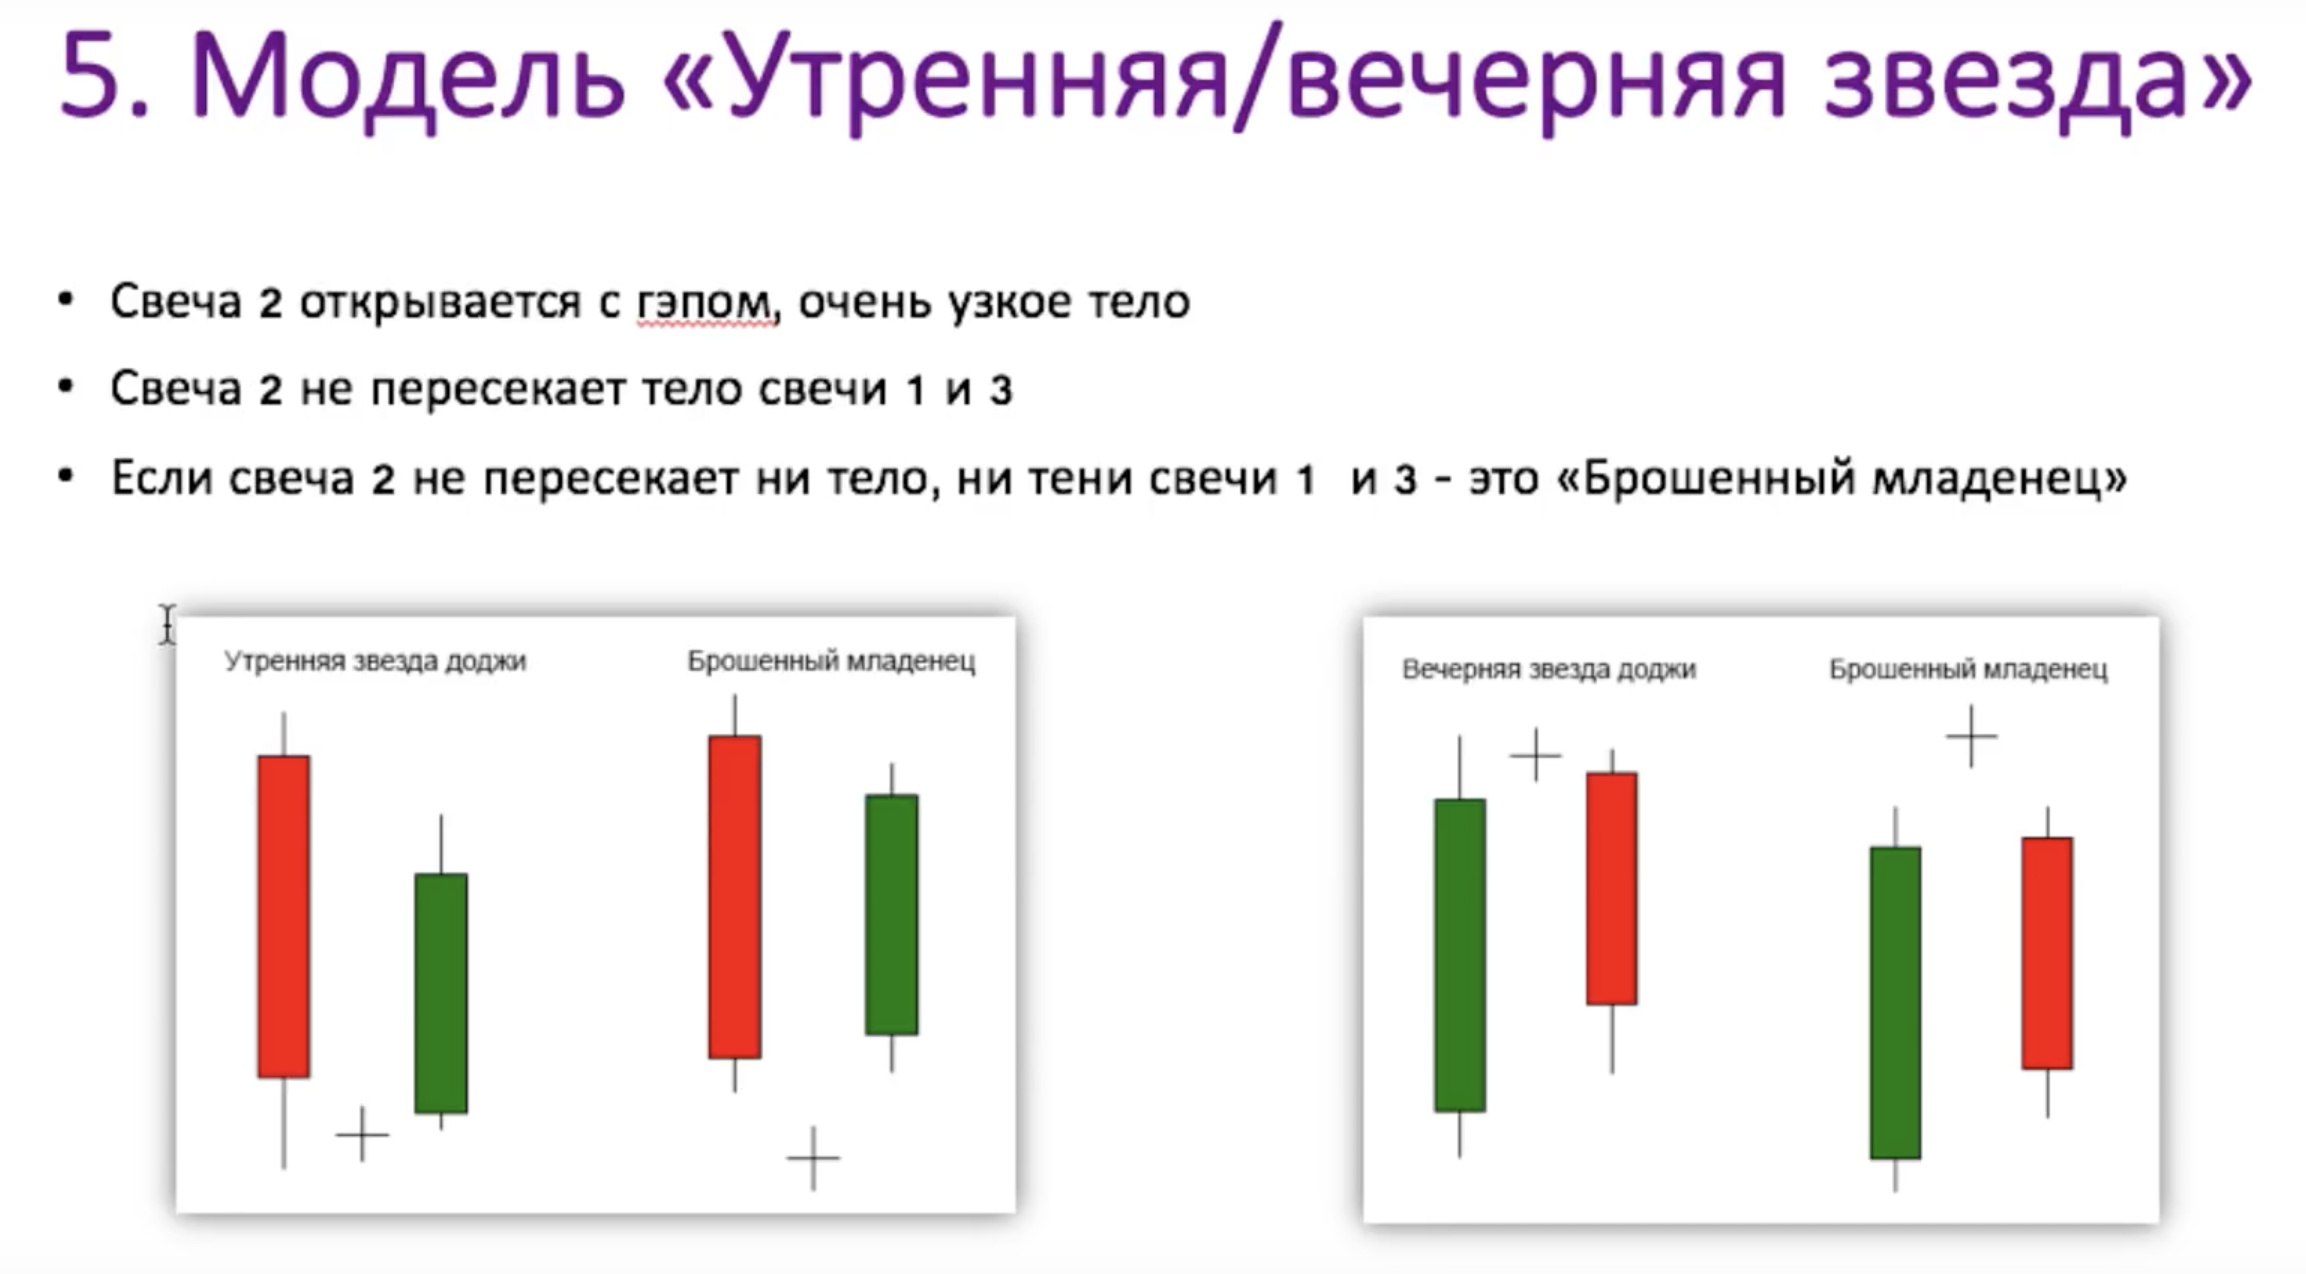 5. Модель «Утренняя/вечерняя звезда»
• Свеча 2 открывается с гэпом, очень узкое тело
• Свеча 2 не пересекает тело свечи 1 и 3
• Если свеча 2 не пересекает ни тело, ни тени свечи 1 и 3 - это «Брошенный младенец»
Утренняя звезда доджи
Брошенный младенец
Вечерняя звезда доджи
Брошенный младенец